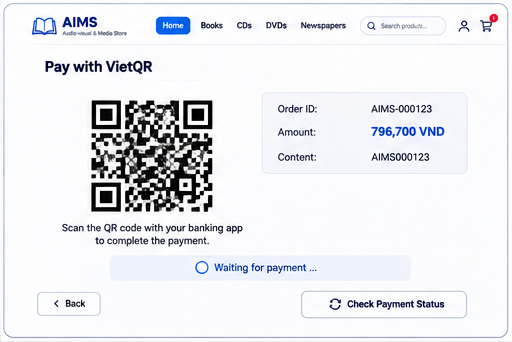 AIMS
Audio-visual & Media Store
Home
Books
CDs
DVDs
Newspapers
Search products...
Pay with VietQR
Order ID: AIMS-000123
Amount: 796,700 VND
Content: AIMS000123
Scan the QR code with your banking app
to complete the payment.
Waiting for payment ...
Back
Check Payment Status